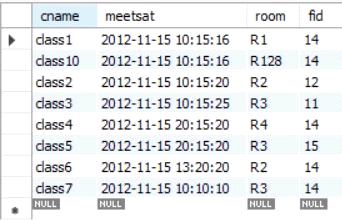 cname meetsat room fid
class1 2012-11-15 10:15:16 R1 14
class10 2012-11-15 10:15:16 R128 14
class2 2012-11-15 10:15:20 R2 12
class3 2012-11-15 10:15:25 R3 11
class4 2012-11-15 20:15:20 R4 14
class5 2012-11-15 20:15:20 R3 15
class6 2012-11-15 13:20:20 R2 14
class7 2012-11-15 10:10:10 R3 14
NULL NULL NULL NULL